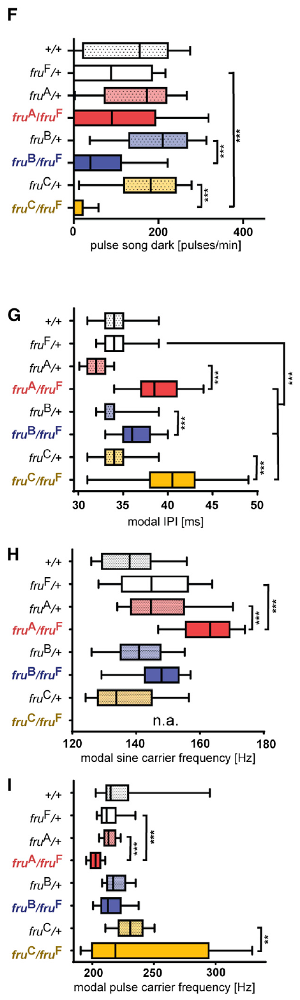 F
+/+
fruF/+
fruA/+
fruA/fruF
fruB/+
fruB/fruF
fruC/+
fruC/fruF
***
***
***
0 200 400
pulse song dark [pulses/min]
G
+/+
fruF/+
fruA/+
fruA/fruF
fruB/+
fruB/fruF
fruC/+
fruC/fruF
***
***
***
***
30 35 40 45 50
modal IPI [ms]
H
+/+
fruF/+
fruA/+
fruA/fruF
fruB/+
fruB/fruF
fruC/+
fruC/fruF
***
***
n.a.
120 140 160 180
modal sine carrier frequency [Hz]
I
+/+
fruF/+
fruA/+
fruA/fruF
fruB/+
fruB/fruF
fruC/+
fruC/fruF
***
***
**
200 250 300
modal pulse carrier frequency [Hz]